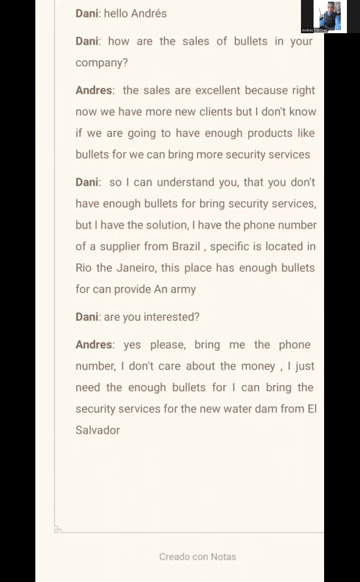 Dani: hello Andrés
Dani: how are the sales of bullets in your
company?
Andres: the sales are excellent because right
now we have more new clients but I don't know
if we are going to have enough products like
bullets for we can bring more security services
Dani: so I can understand you, that you don't
have enough bullets for bring security services,
but I have the solution, I have the phone number
of a supplier from Brazil , specific is located in
Rio the Janeiro, this place has enough bullets
for can provide An army
Dani: are you interested?
Andres: yes please, bring me the phone
number, I don't care about the money , I just
need the enough bullets for I can bring the
security services for the new water dam from El
Salvador
Creado con Notas